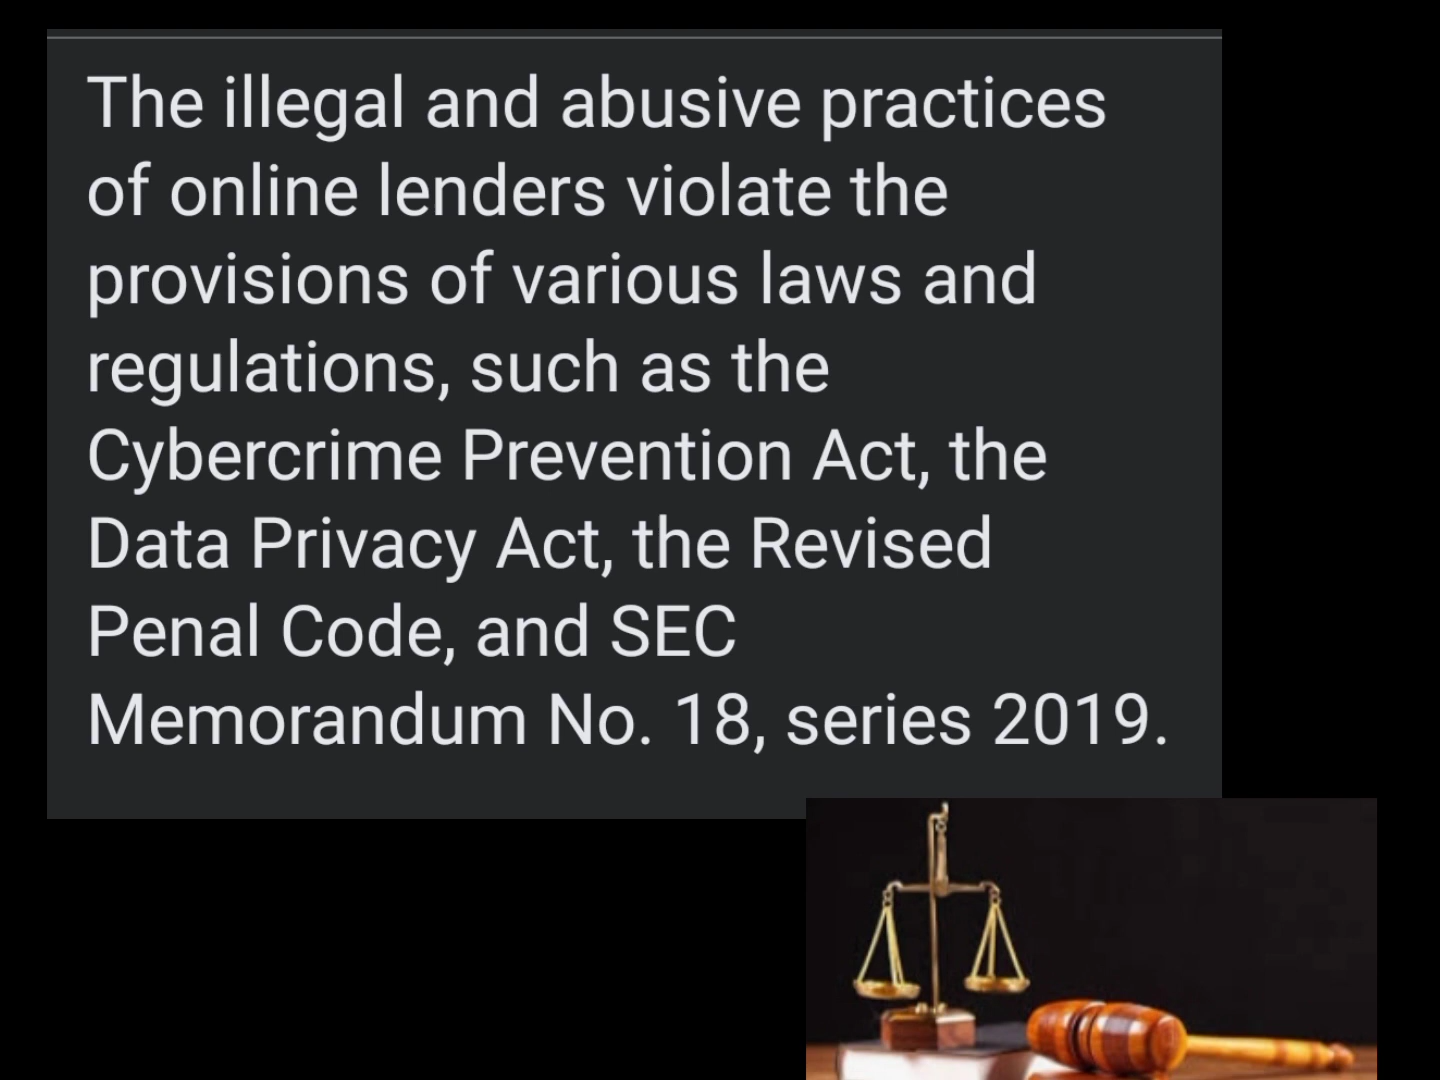 The illegal and abusive practices
of online lenders violate the
provisions of various laws and
regulations, such as the
Cybercrime Prevention Act, the
Data Privacy Act, the Revised
Penal Code, and SEC
Memorandum No. 18, series 2019.